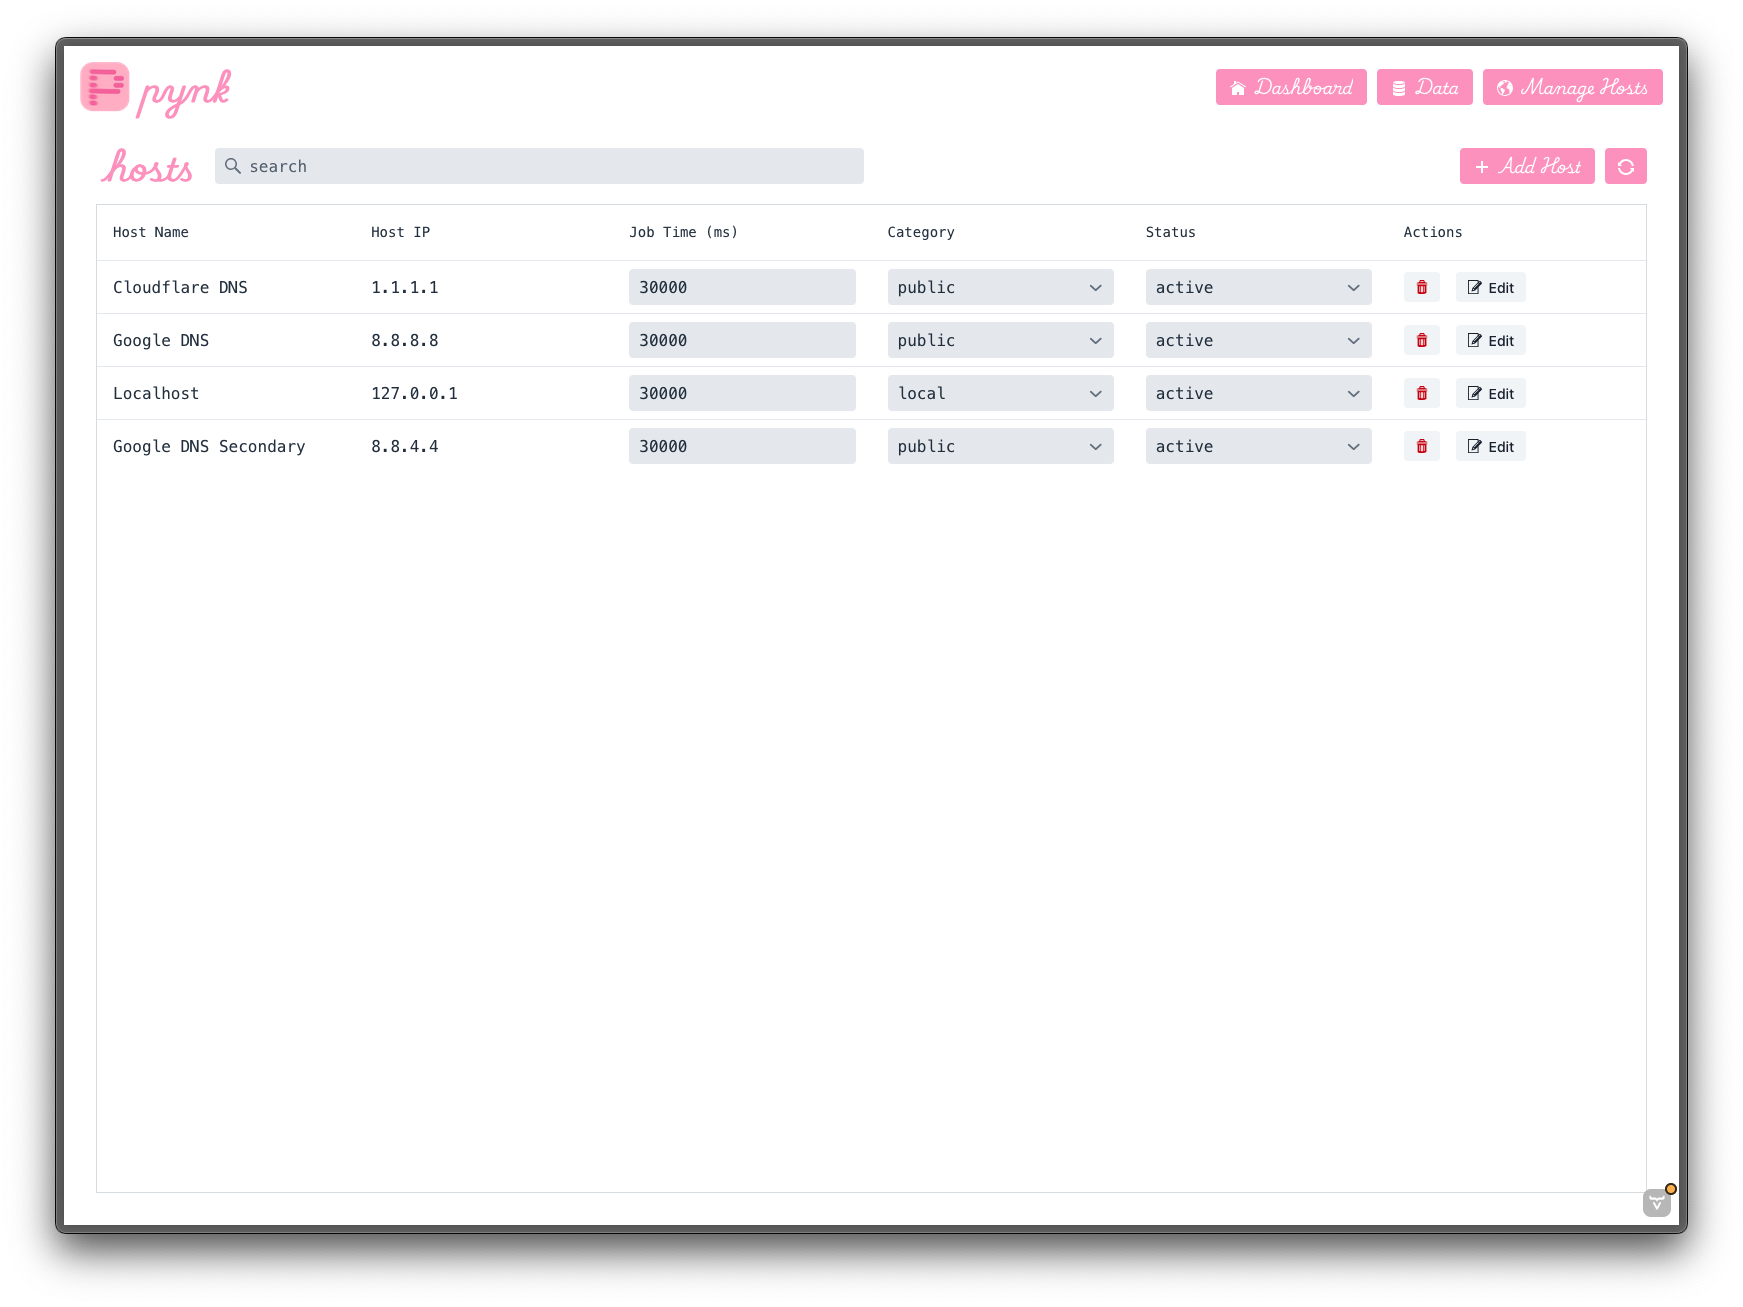 pynk
Dashboard
Data
Manage Hosts
hosts
search
Add Host
Host Name Host IP Job Time (ms) Category Status Actions
Cloudflare DNS 1.1.1.1 30000 public active Edit
Google DNS 8.8.8.8 30000 public active Edit
Localhost 127.0.0.1 30000 local active Edit
Google DNS Secondary 8.8.4.4 30000 public active Edit